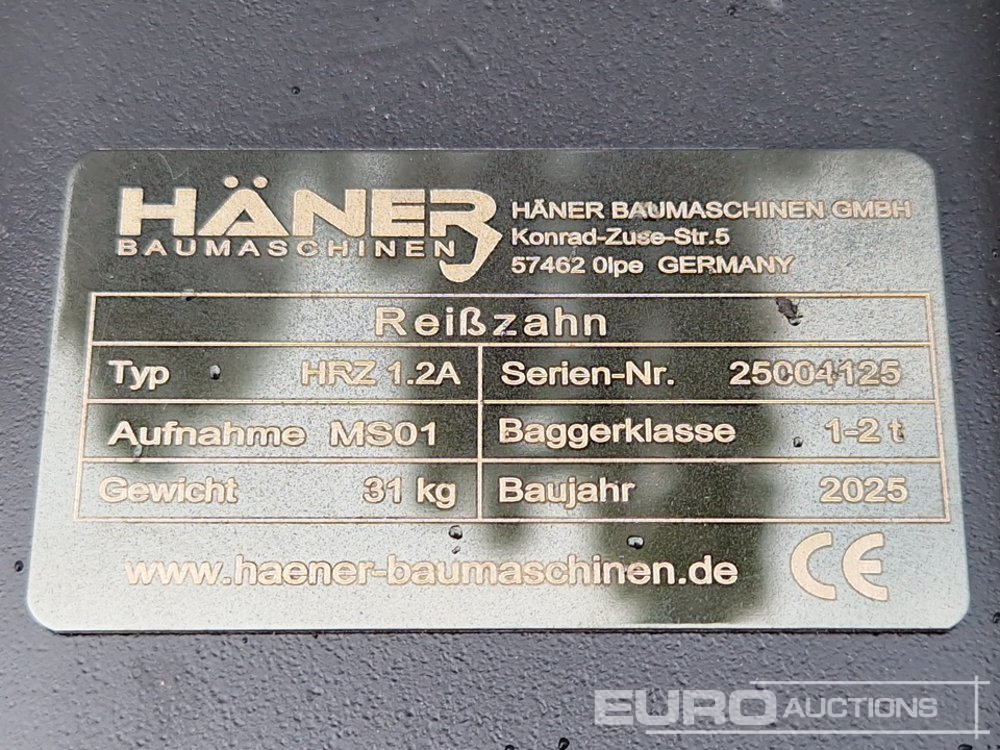 HÄNER
BAUMASCHINEN
HÄNER BAUMASCHINEN GMBH
Konrad-Zuse-Str.5
57462 Olpe GERMANY
Reißzahn
Typ HRZ 1.2A Serien-Nr. 25004125
Aufnahme MS01 Baggerklasse 1-2 t
Gewicht 31 kg Baujahr 2025
www.haener-baumaschinen.de CE
EURO AUCTIONS